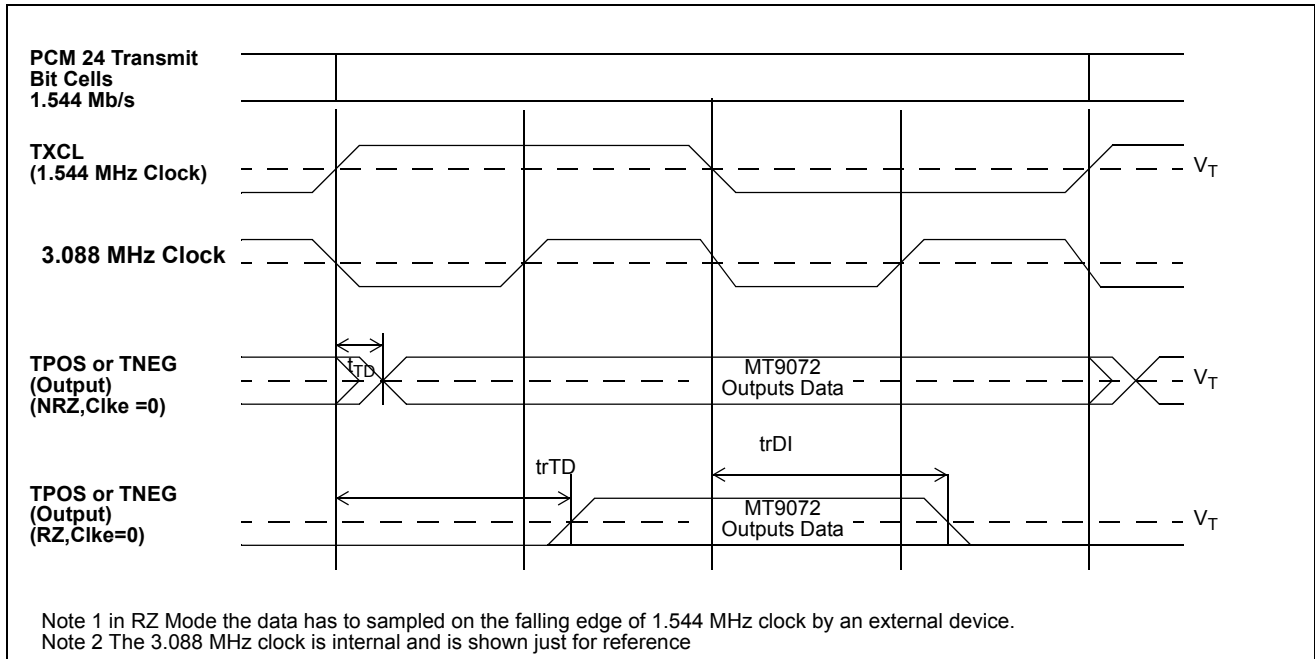 PCM 24 Transmit
Bit Cells
1.544 Mb/s
TXCL
(1.544 MHz Clock)
VT
3.088 MHz Clock
TPOS or TNEG
(Output)
(NRZ,Clke =0)
tTD
MT9072
Outputs Data
VT
trTD
trDI
TPOS or TNEG
(Output)
(RZ,Clke=0)
MT9072
Outputs Data
VT
Note 1 in RZ Mode the data has to sampled on the falling edge of 1.544 MHz clock by an external device.
Note 2 The 3.088 MHz clock is internal and is shown just for reference